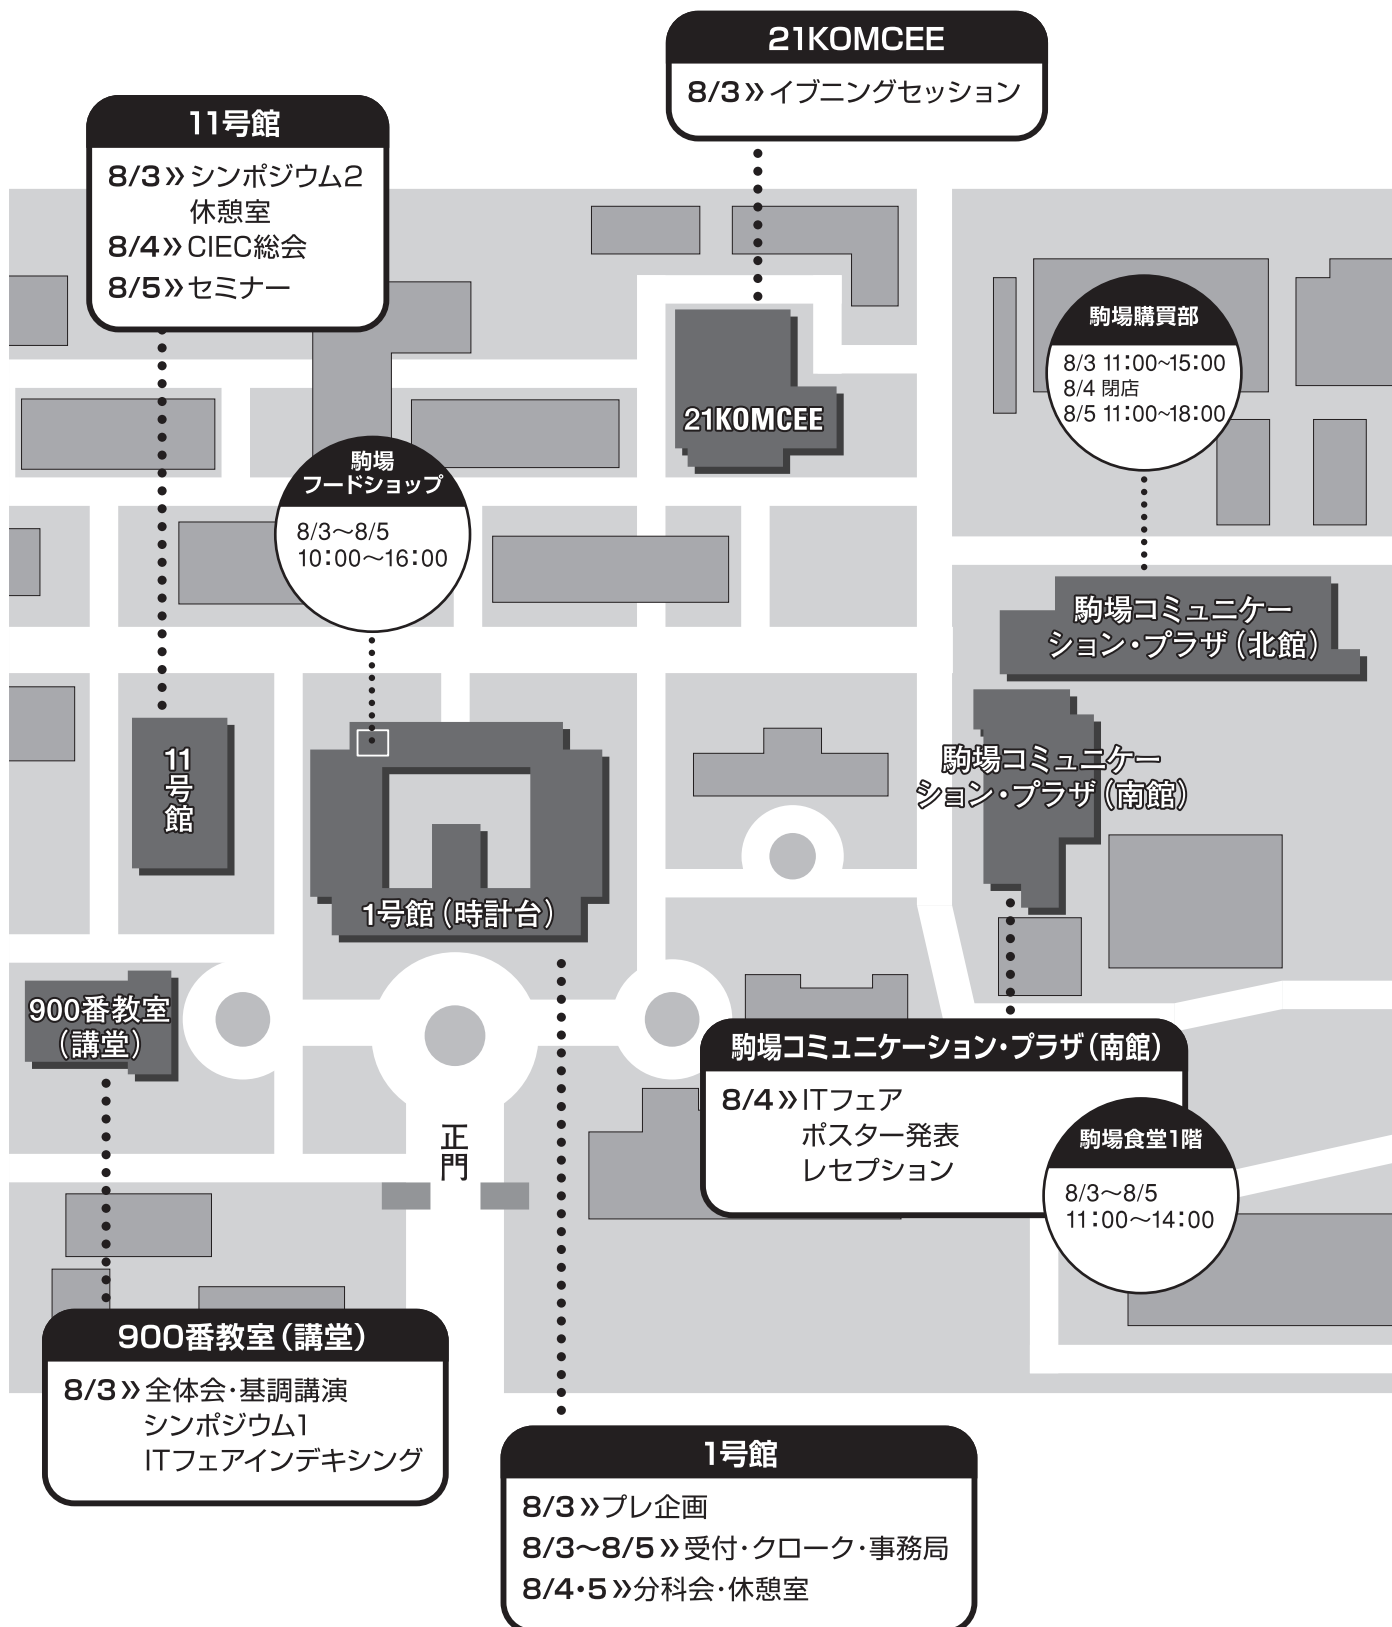 21KOMCEE
8/3»イブニングセッション
11号館
8/3»シンポジウム2
休憩室
8/4»CIEC総会
8/5»セミナー
駒場購買部
8/3 11:00~15:00
8/4 閉店
8/5 11:00~18:00
21KOMCEE
駒場
フードショップ
8/3〜8/5
10:00〜16:00
駒場コミュニケー
ション・プラザ(北館)
駒場コミュニケー
ション・プラザ(南館)
11号館
1号館(時計台)
900番教室
(講堂)
正門
駒場コミュニケーション・プラザ(南館)
8/4»ITフェア
ポスター発表
レセプション
駒場食堂1階
8/3〜8/5
11:00〜14:00
900番教室(講堂)
8/3»全体会・基調講演
シンポジウム1
ITフェアインデキシング
1号館
8/3»プレ企画
8/3〜8/5»受付・クローク・事務局
8/4・5»分科会・休憩室